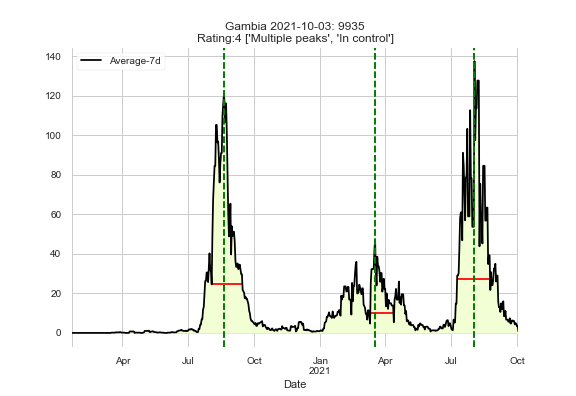 Gambia 2021-10-03: 9935
Rating:4 ['Multiple peaks', 'In control']
Average-7d
140
120
100
80
60
40
20
0
Apr Jul Oct Jan Apr Jul Oct
2021
Date